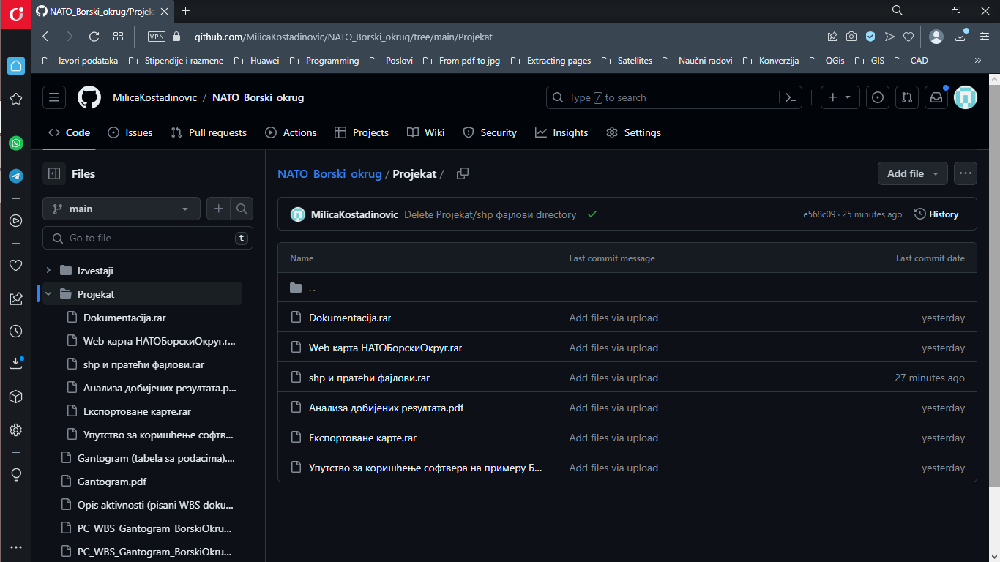 NATO_Borski_okrug/Projek
VPN
github.com/MilicaKostadinovic/NATO_Borski_okrug/tree/main/Projekat
Izvori podataka
Stipendije i razmene
Huawei
Programming
Poslovi
From pdf to jpg
Extracting pages
Satellites
Naučni radovi
Konverzija
QGis
GIS
CAD
MilicaKostadinovic / NATO_Borski_okrug
Type / to search
Code
Issues
Pull requests
Actions
Projects
Wiki
Security
Insights
Settings
Files
main
Go to file
t
Izvestaji
Projekat
Dokumentacija.rar
Web карта НАТОБорскиОкруг.r...
shp и пратећи фајлови.rar
Анализа добијених резултата.p...
Експортоване карте.rar
Упутство за коришћење софтв...
Gantogram (tabela sa podacima)....
Gantogram.pdf
Opis aktivnosti (pisani WBS doku...
PC_WBS_Gantogram_BorskiOkru...
PC_WBS_Gantogram_BorskiOkru...
NATO_Borski_okrug / Projekat /
Add file
MilicaKostadinovic Delete Projekat/shp фајлови directory
e568c09 · 25 minutes ago
History
Name Last commit message Last commit date
..
Dokumentacija.rar Add files via upload yesterday
Web карта НАТОБорскиОкруг.rar Add files via upload yesterday
shp и пратећи фајлови.rar Add files via upload 27 minutes ago
Анализа добијених резултата.pdf Add files via upload yesterday
Експортоване карте.rar Add files via upload yesterday
Упутство за коришћење софтвера на примеру Б... Add files via upload yesterday